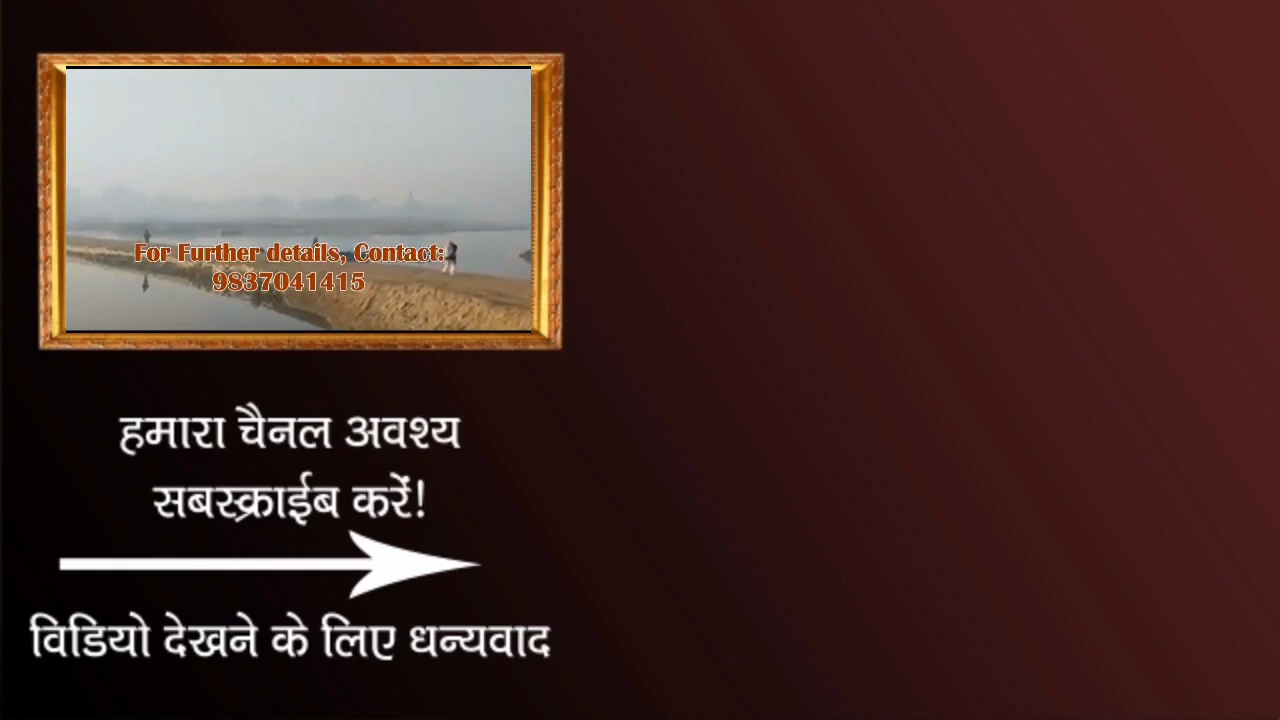 For Further details, Contact:
9837041415
हमारा चैनल अवश्य
सबस्क्राईब करें!
विडियो देखने के लिए धन्यवाद